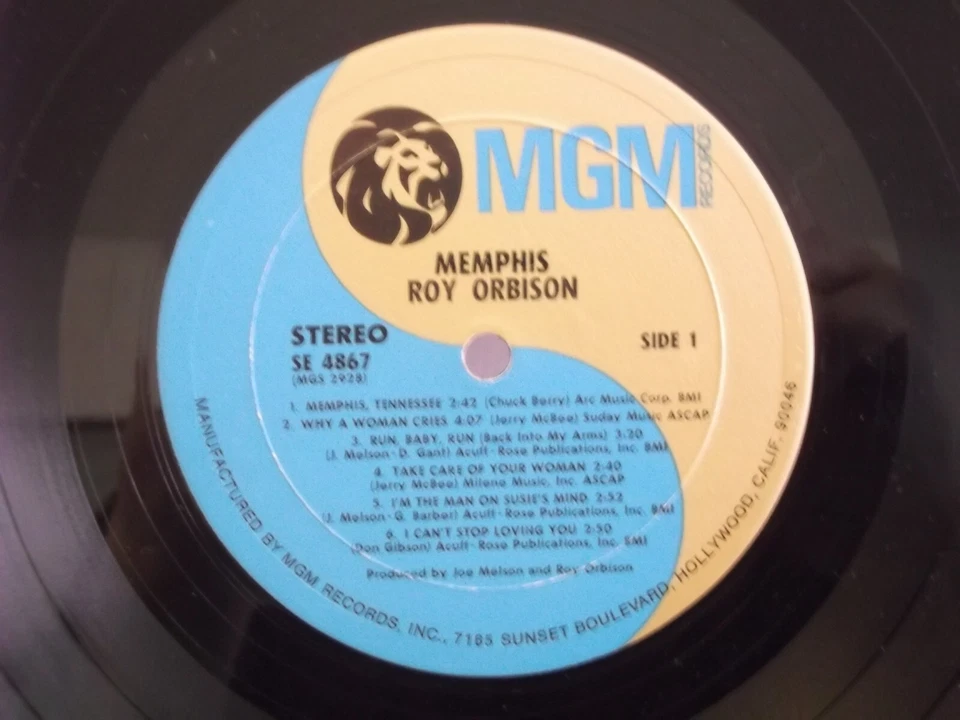 MGM
RECORDS
MEMPHIS
ROY ORBISON
STEREO
SIDE 1
SE 4867
(MGS 2928)
1. MEMPHIS, TENNESSEE 2:42 (Chuck Berry) Arc Music Corp. BMI
2. WHY A WOMAN CRIES 4:07 (Jerry McBee) Suday Music ASCAP
3. RUN, BABY, RUN (Back Into My Arms) 3:20
(J. Melson-D. Gant) Acuff-Rose Publications, Inc. BMI
4. TAKE CARE OF YOUR WOMAN 2:40
(Jerry McBee) Milene Music, Inc. ASCAP
5. I'M THE MAN ON SUSIE'S MIND 2:52
(J. Melson-G. Barber) Acuff-Rose Publications, Inc. BMI
6. I CAN'T STOP LOVING YOU 2:50
(Don Gibson) Acuff-Rose Publications, Inc. BMI
Produced by Joe Melson and Roy Orbison
MANUFACTURED BY MGM RECORDS, INC., 7165 SUNSET BOULEVARD, HOLLYWOOD, CALIF. 90046